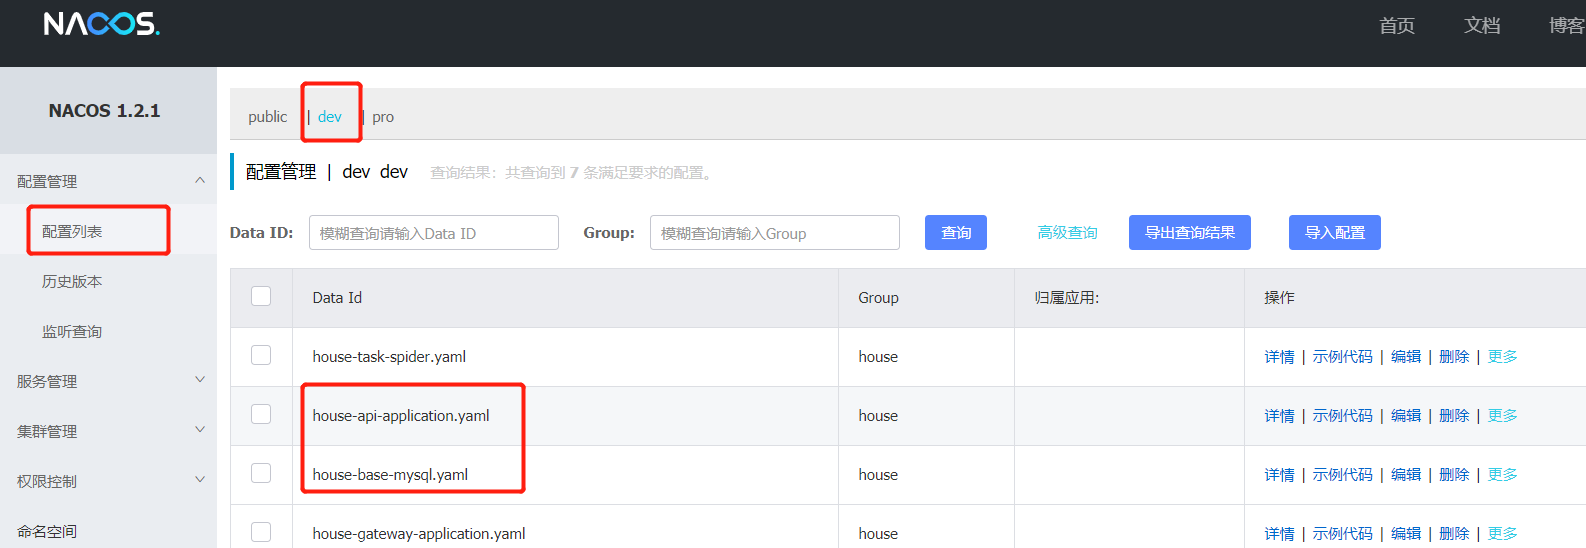 NACOS.
首页 文档 博客
NACOS 1.2.1
public | dev | pro
配置管理 | dev dev 查询结果：共查询到 7 条满足要求的配置。
配置管理
配置列表
历史版本
监听查询
服务管理
集群管理
权限控制
命名空间
Data ID: 模糊查询请输入Data ID Group: 模糊查询请输入Group 查询 高级查询 导出查询结果 导入配置
Data Id Group 归属应用: 操作
house-task-spider.yaml house 详情 | 示例代码 | 编辑 | 删除 | 更多
house-api-application.yaml house 详情 | 示例代码 | 编辑 | 删除 | 更多
house-base-mysql.yaml house 详情 | 示例代码 | 编辑 | 删除 | 更多
house-gateway-application.yaml house 详情 | 示例代码 | 编辑 | 删除 | 更多